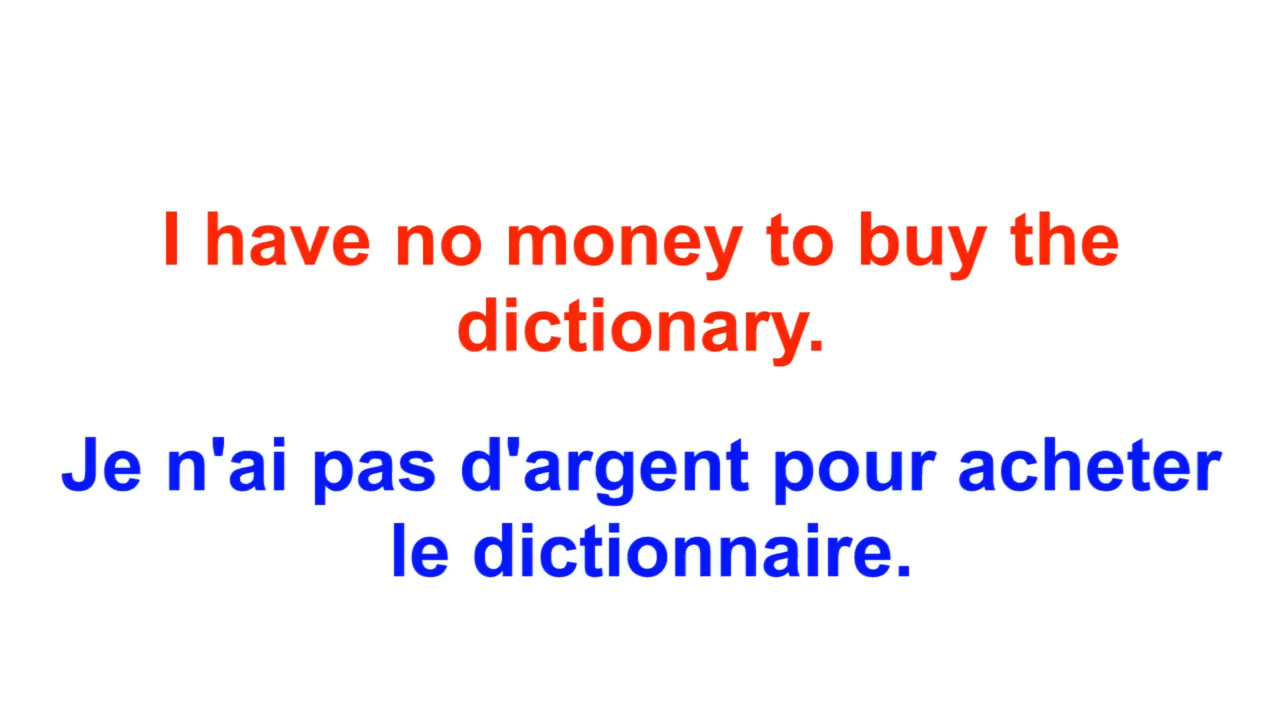 I have no money to buy the
dictionary.
Je n'ai pas d'argent pour acheter
le dictionnaire.